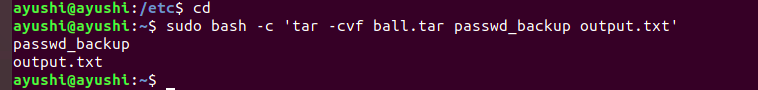 ayushi@ayushi:/etc$ cd
ayushi@ayushi:~$ sudo bash -c 'tar -cvf ball.tar passwd_backup output.txt'
passwd_backup
output.txt
ayushi@ayushi:~$